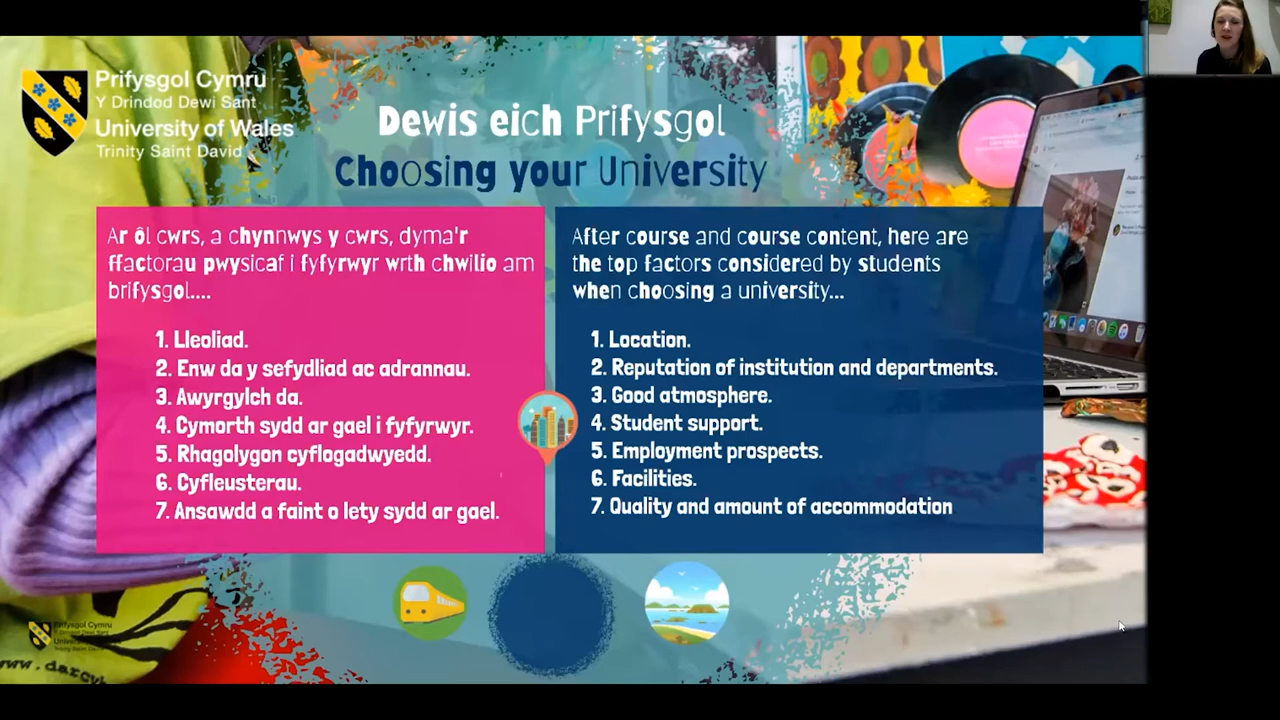 Prifysgol Cymru
Y Drindod Dewi Sant
University of Wales
Trinity Saint David
Dewis eich Prifysgol
Choosing your University
Ar ôl cwrs, a chynnwys y cwrs, dyma'r
ffactorau pwysicaf i fyfyrwyr wrth chwilio am
brifysgol....
1. Lleoliad.
2. Enw da y sefydliad ac adrannau.
3. Awyrgylch da.
4. Cymorth sydd ar gael i fyfyrwyr.
5. Rhagolygon cyflogadwyedd.
6. Cyfleusterau.
7. Ansawdd a faint o lety sydd ar gael.
After course and course content, here are
the top factors considered by students
when choosing a university...
1. Location.
2. Reputation of institution and departments.
3. Good atmosphere.
4. Student support.
5. Employment prospects.
6. Facilities.
7. Quality and amount of accommodation
Prifysgol Cymru
Y Drindod Dewi Sant